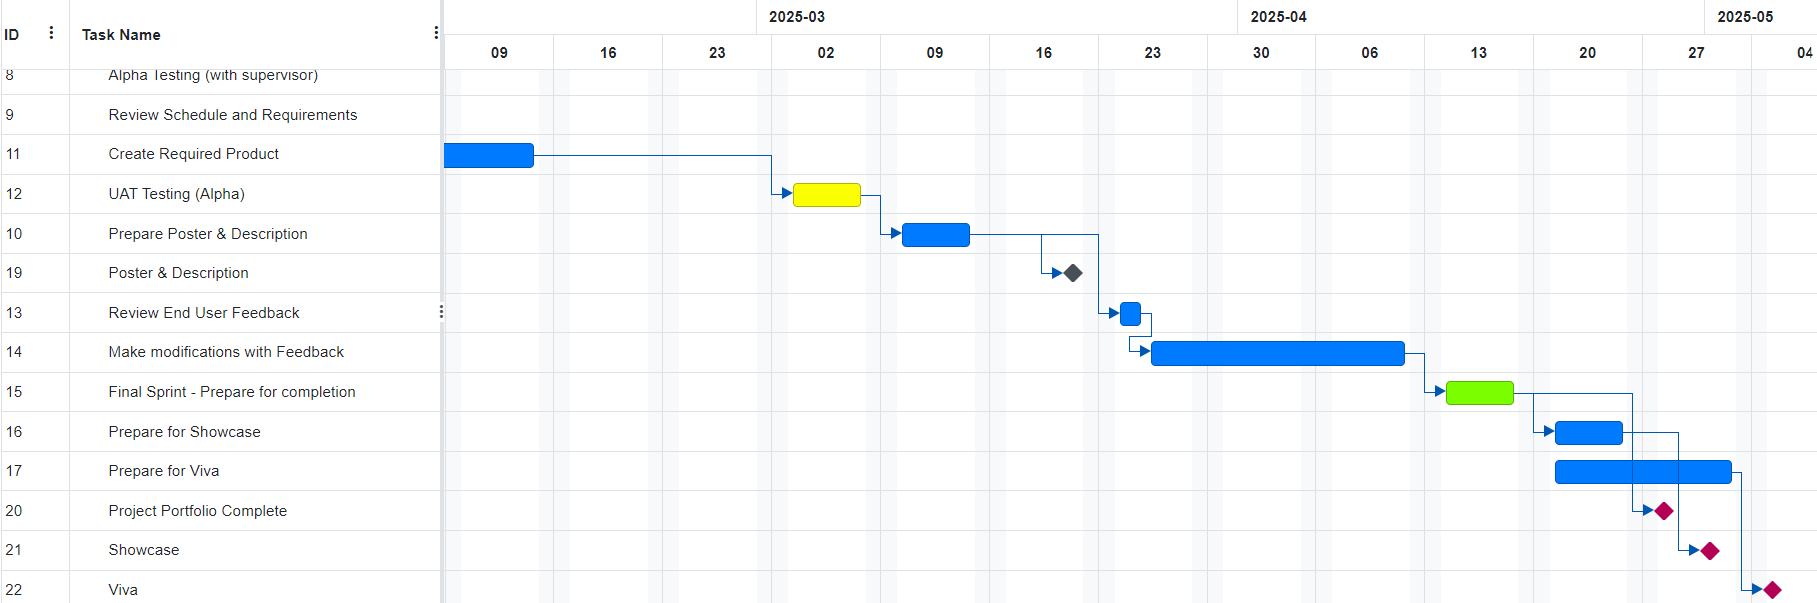 2025-03 2025-04 2025-05
ID Task Name
09 16 23 02 09 16 23 30 06 13 20 27 04
8 Alpha Testing (with supervisor)
9 Review Schedule and Requirements
11 Create Required Product
12 UAT Testing (Alpha)
10 Prepare Poster & Description
19 Poster & Description
13 Review End User Feedback
14 Make modifications with Feedback
15 Final Sprint - Prepare for completion
16 Prepare for Showcase
17 Prepare for Viva
20 Project Portfolio Complete
21 Showcase
22 Viva